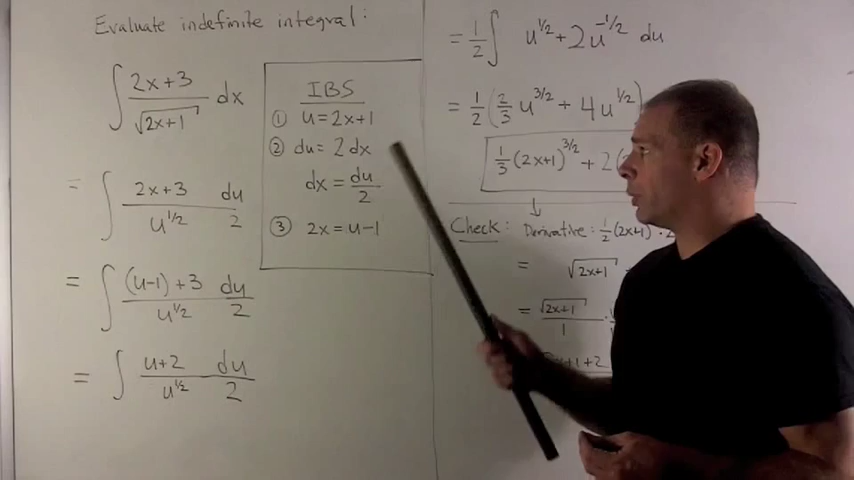 Evaluate indefinite integral:
∫ (2x+3)/√(2x+1) dx
= ∫ (2x+3)/u^(1/2) du/2
= ∫ ((u-1)+3)/u^(1/2) du/2
= ∫ (u+2)/u^(1/2) du/2
IBS
① u=2x+1
② du= 2dx
dx = du/2
③ 2x=u-1
= 1/2 ∫ u^(1/2) + 2u^(-1/2) du
= 1/2 (2/3 u^(3/2) + 4u^(1/2))
1/3 (2x+1)^(3/2) + 2(
Check: Derivative: 1/2 (2x+1)
= √(2x+1)
= √(2x+1)/1 ·
+1+2